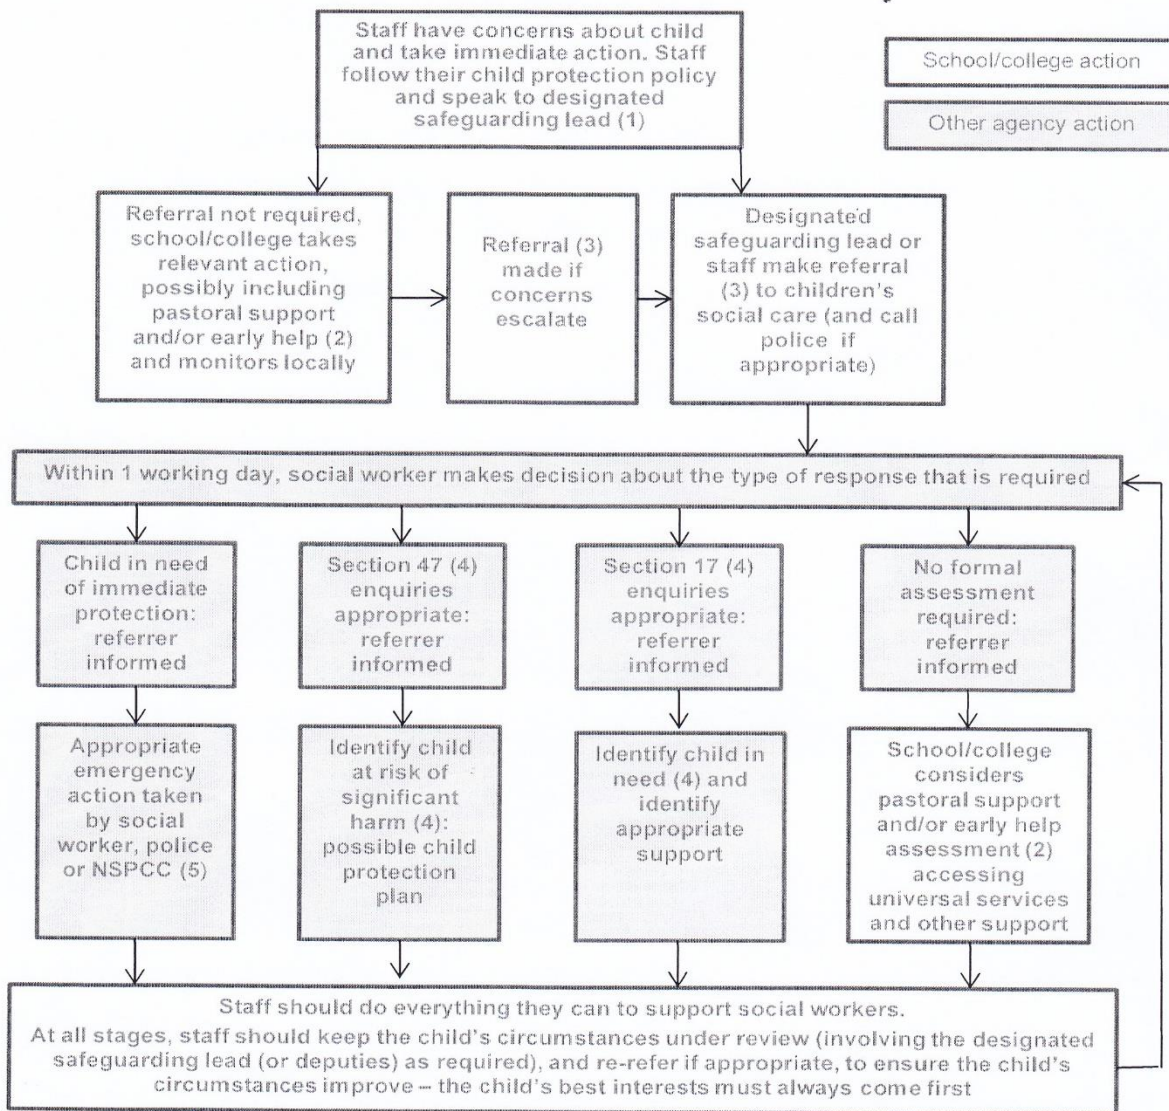 Staff have concerns about child
and take immediate action. Staff
follow their child protection policy
and speak to designated
safeguarding lead (1)
School/college action
Other agency action
Referral not required,
school/college takes
relevant action,
possibly including
pastoral support
and/or early help (2)
and monitors locally
Referral (3)
made if
concerns
escalate
Designated
safeguarding lead or
staff make referral
(3) to children's
social care (and call
police if
appropriate)
Within 1 working day, social worker makes decision about the type of response that is required
Child in need
of immediate
protection:
referrer
informed
Section 47 (4)
enquiries
appropriate:
referrer
informed
Section 17 (4)
enquiries
appropriate:
referrer
informed
No formal
assessment
required:
referrer
informed
Appropriate
emergency
action taken
by social
worker, police
or NSPCC (5)
Identify child
at risk of
significant
harm (4):
possible child
protection
plan
Identify child in
need (4) and
identify
appropriate
support
School/college
considers
pastoral support
and/or early help
assessment (2)
accessing
universal services
and other support
Staff should do everything they can to support social workers.
At all stages, staff should keep the child's circumstances under review (involving the designated
safeguarding lead (or deputies) as required), and re-refer if appropriate, to ensure the child's
circumstances improve – the child's best interests must always come first